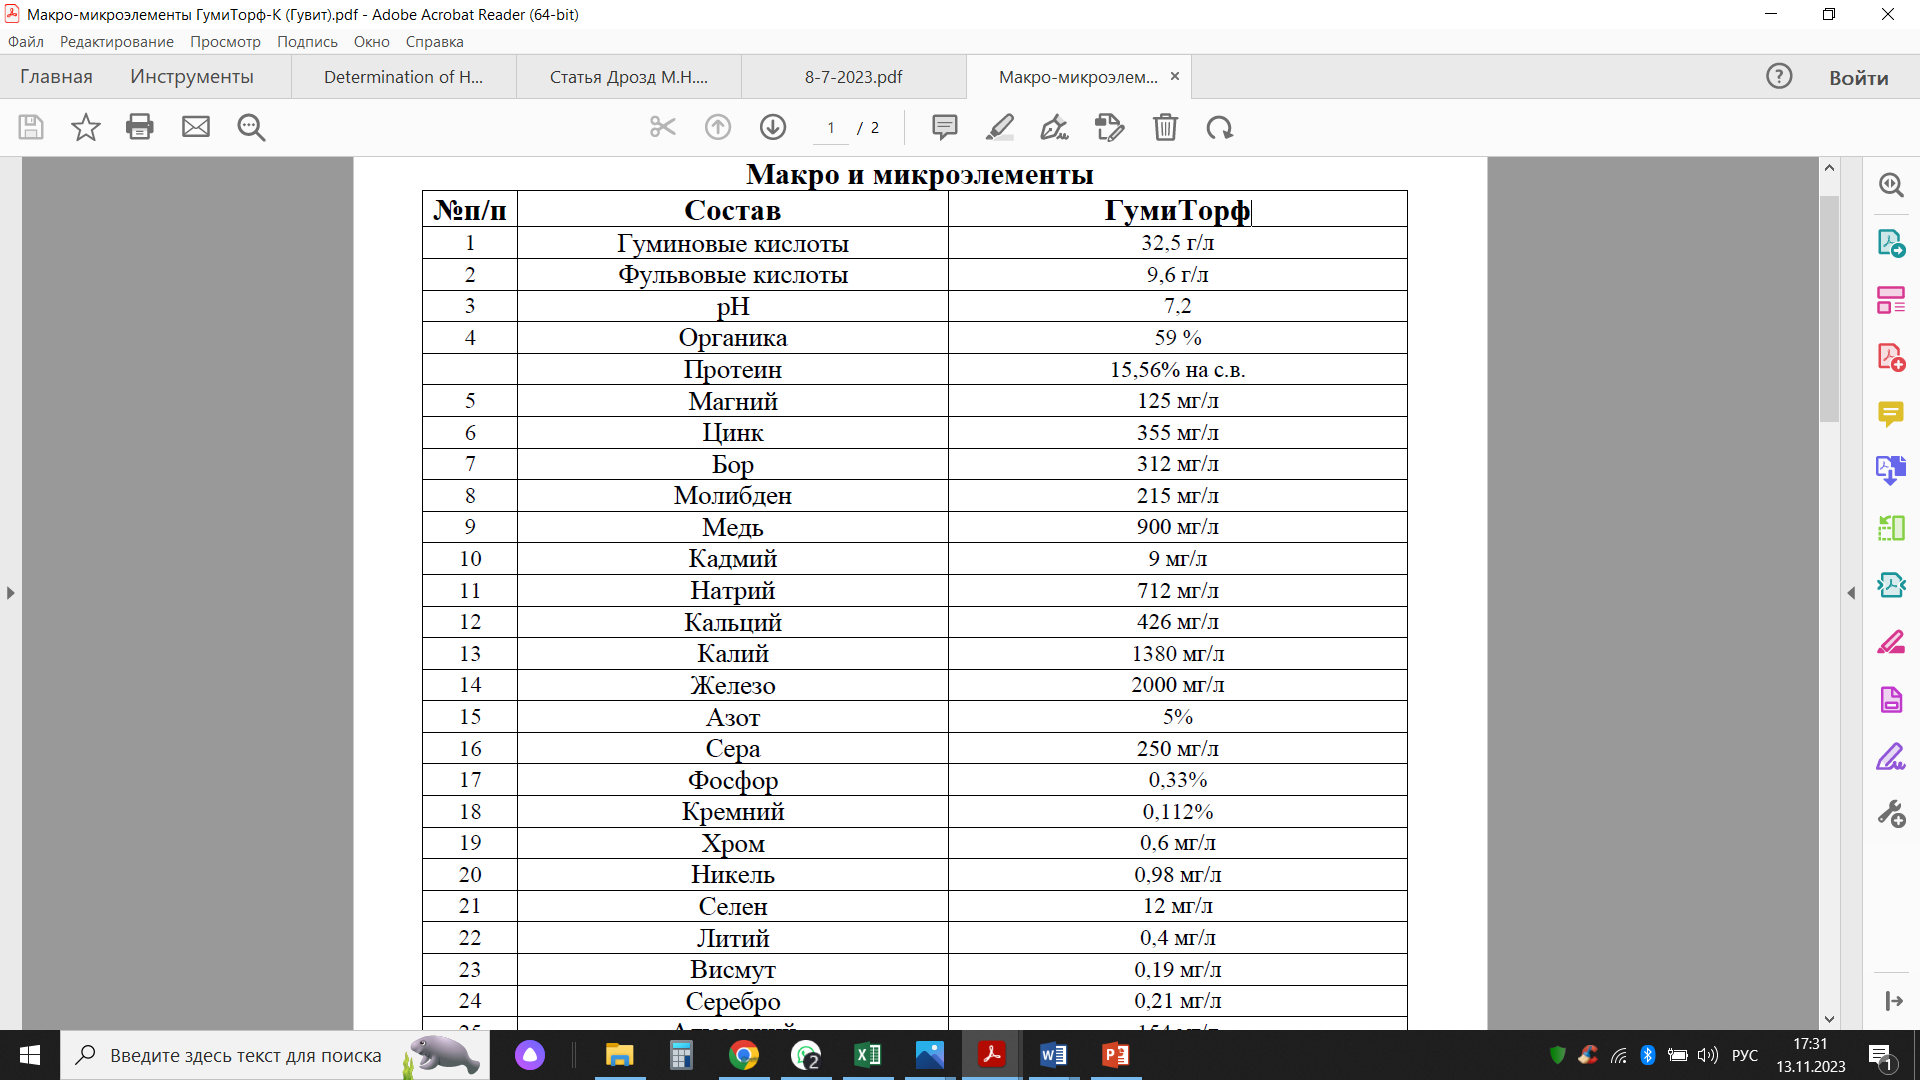 Макро-микроэлементы ГумиТорф-К (Гувит).pdf - Adobe Acrobat Reader (64-bit)
Файл Редактирование Просмотр Подпись Окно Справка
Главная Инструменты Determination of H... Статья Дрозд М.Н.... 8-7-2023.pdf Макро-микроэлем... Войти
1 / 2
Макро и микроэлементы
№п/п Состав ГумиТорф
1 Гуминовые кислоты 32,5 г/л
2 Фульвовые кислоты 9,6 г/л
3 pH 7,2
4 Органика 59 %
Протеин 15,56% на с.в.
5 Магний 125 мг/л
6 Цинк 355 мг/л
7 Бор 312 мг/л
8 Молибден 215 мг/л
9 Медь 900 мг/л
10 Кадмий 9 мг/л
11 Натрий 712 мг/л
12 Кальций 426 мг/л
13 Калий 1380 мг/л
14 Железо 2000 мг/л
15 Азот 5%
16 Сера 250 мг/л
17 Фосфор 0,33%
18 Кремний 0,112%
19 Хром 0,6 мг/л
20 Никель 0,98 мг/л
21 Селен 12 мг/л
22 Литий 0,4 мг/л
23 Висмут 0,19 мг/л
24 Серебро 0,21 мг/л
Введите здесь текст для поиска 2 РУС 17:31
13.11.2023 1